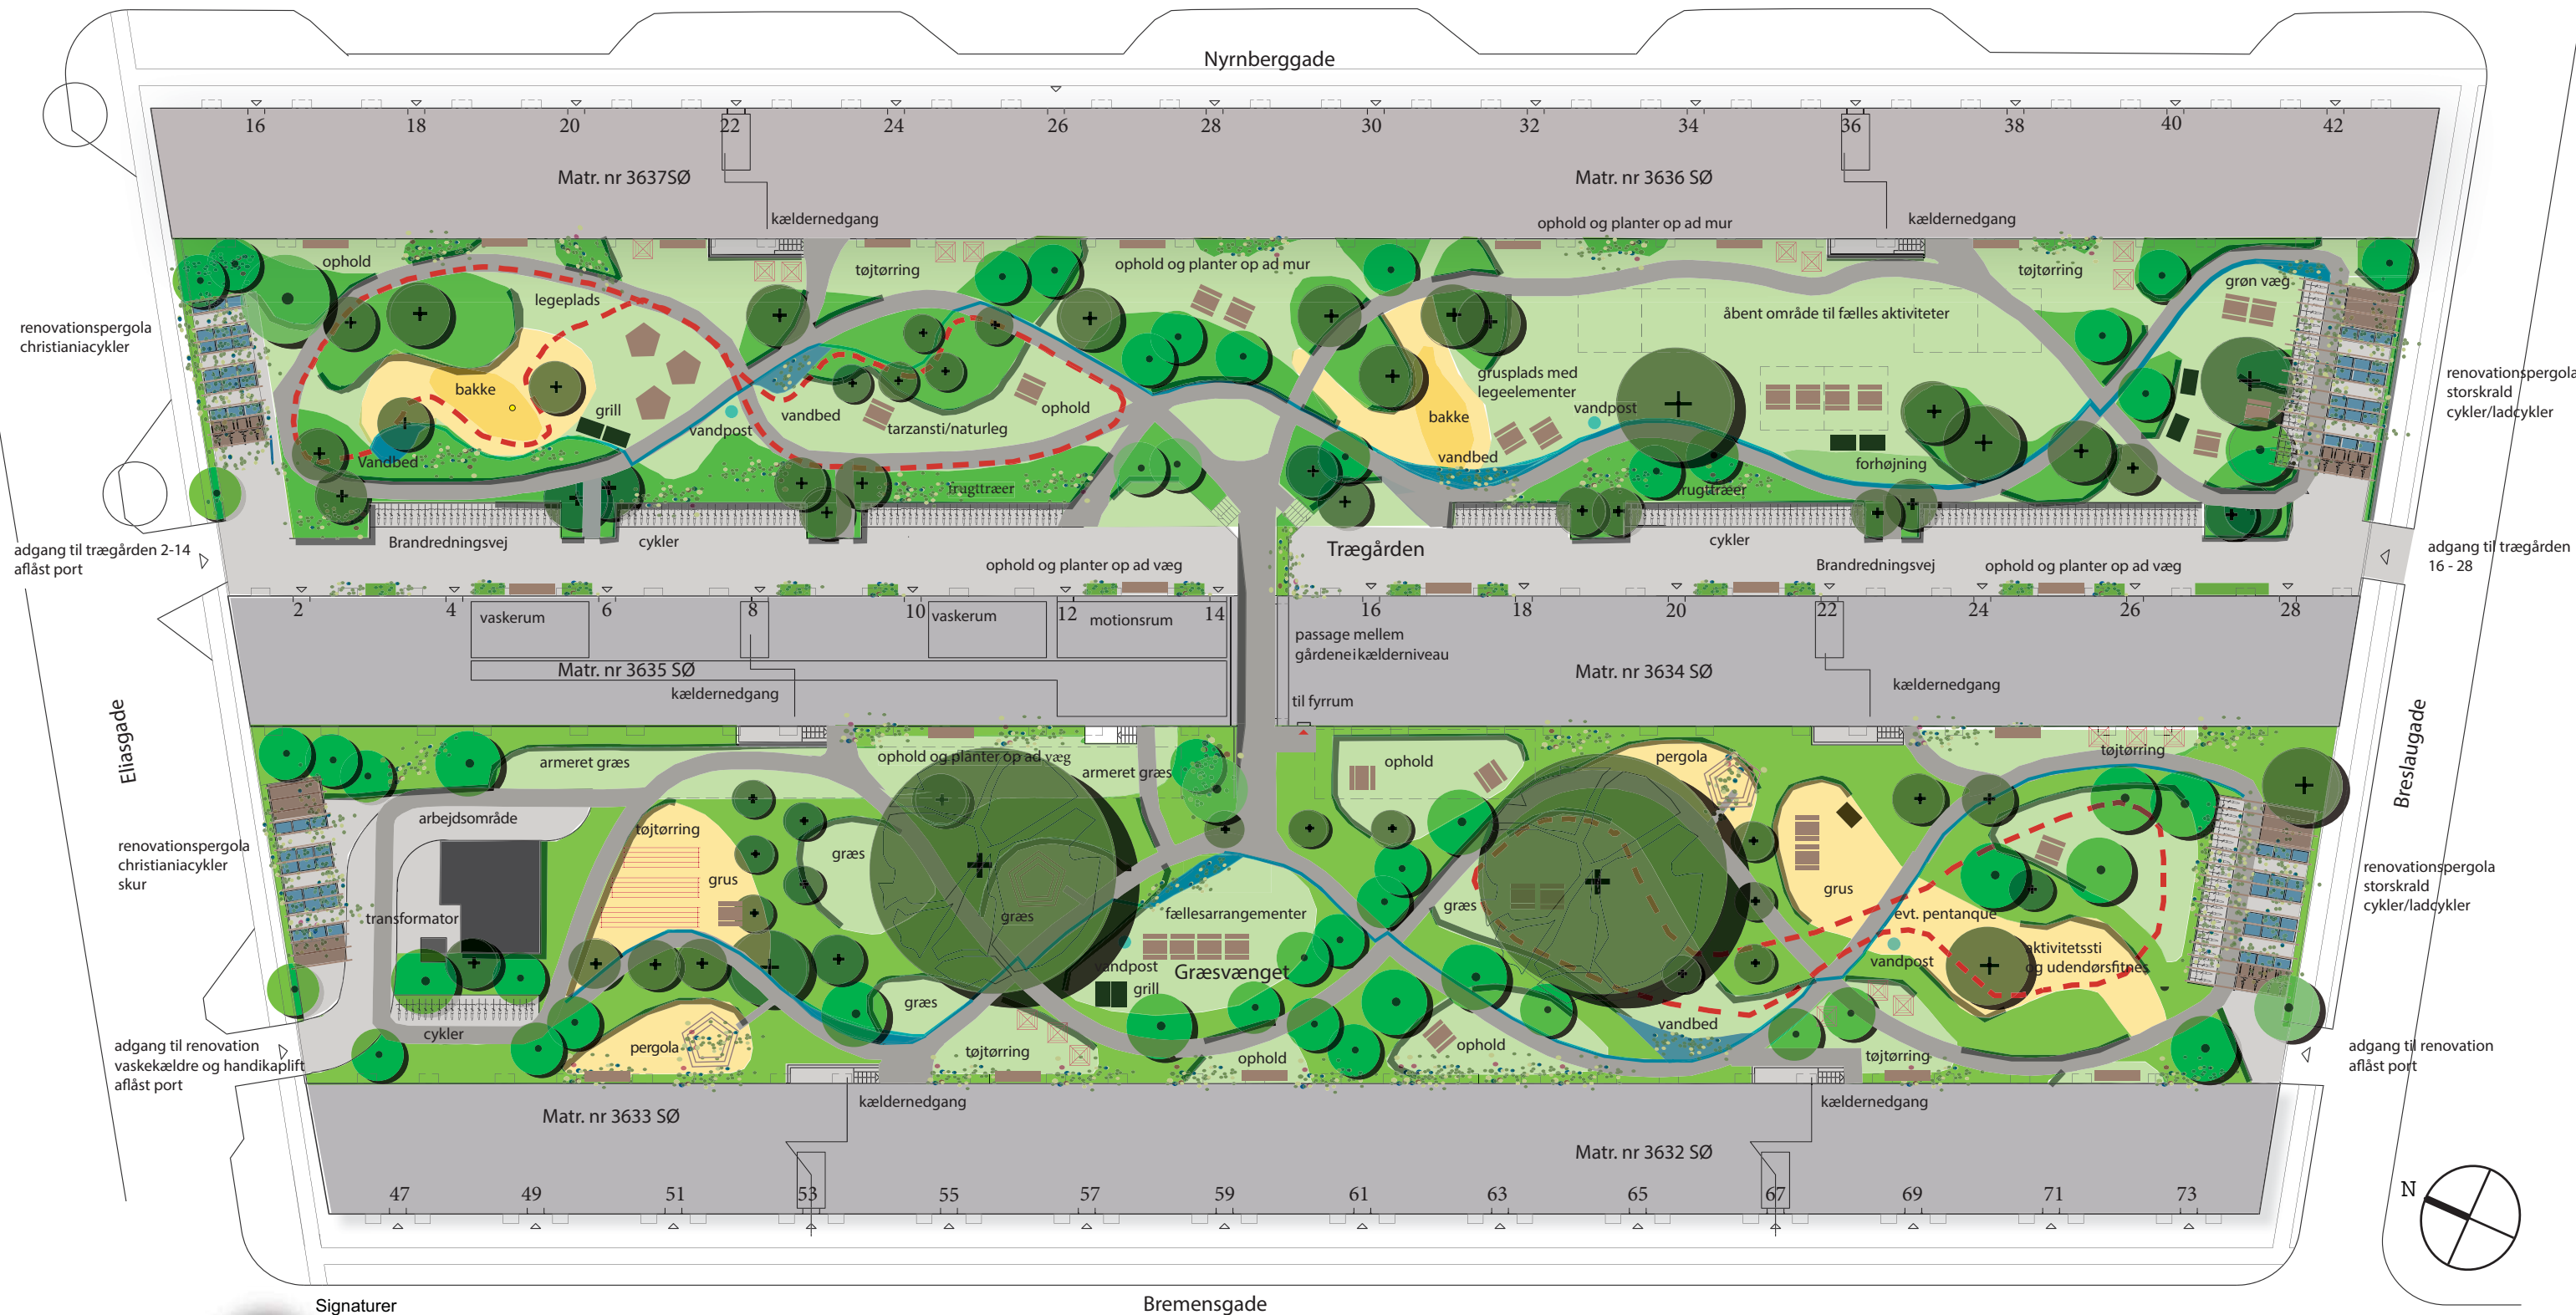 Nyrnberggade
16 18 20 22 24 26 28 30 32 34 36 38 40 42
Matr. nr 3637SØ
Matr. nr 3636 SØ
kældernedgang
ophold og planter op ad mur
kældernedgang
ophold
tøjtørring
ophold og planter op ad mur
tøjtørring
grøn væg
legeplads
åbent område til fælles aktiviteter
renovationspergola
christiania​cykler
bakke
grill
vandpost
vandbed
tarzansti/naturleg
ophold
Vandbed
frugttræer
grusplads med
legeelementer
vandpost
bakke
vandbed
forhøjning
frugttræer
renovationspergola
storskrald
cykler/ladcykler
Brandredningsvej
cykler
Trægården
cykler
adgang til trægården 2-14
aflåst port
ophold og planter op ad væg
Brandredningsvej
ophold og planter op ad væg
adgang til trægården
16 - 28
2 4 6 8 10 12 14 16 18 20 22 24 26 28
vaskerum
vaskerum
motionsrum
passage mellem
gårdene i kælderniveau
Matr. nr 3635 SØ
Matr. nr 3634 SØ
kældernedgang
kældernedgang
til fyrrum
Eliasgade
Breslaugade
armeret græs
ophold og planter op ad væg
armeret græs
ophold
pergola
tøjtørring
arbejdsområde
tøjtørring
græs
grus
renovationspergola
christianiacykler
skur
transformator
græs
fællesarrangementer
græs
grus
evt. pentanque
renovationspergola
storskrald
cykler/ladcykler
aktivitetssti
og udendørsfitnes
vandpost
vandpost
Græsvænget
grill
græs
cykler
pergola
tøjtørring
ophold
ophold
vandbed
tøjtørring
adgang til renovation
vaskekældre og handikaplift
aflåst port
adgang til renovation
aflåst port
kældernedgang
kældernedgang
Matr. nr 3633 SØ
Matr. nr 3632 SØ
47 49 51 53 55 57 59 61 63 65 67 69 71 73
N
Signaturer
Bremensgade